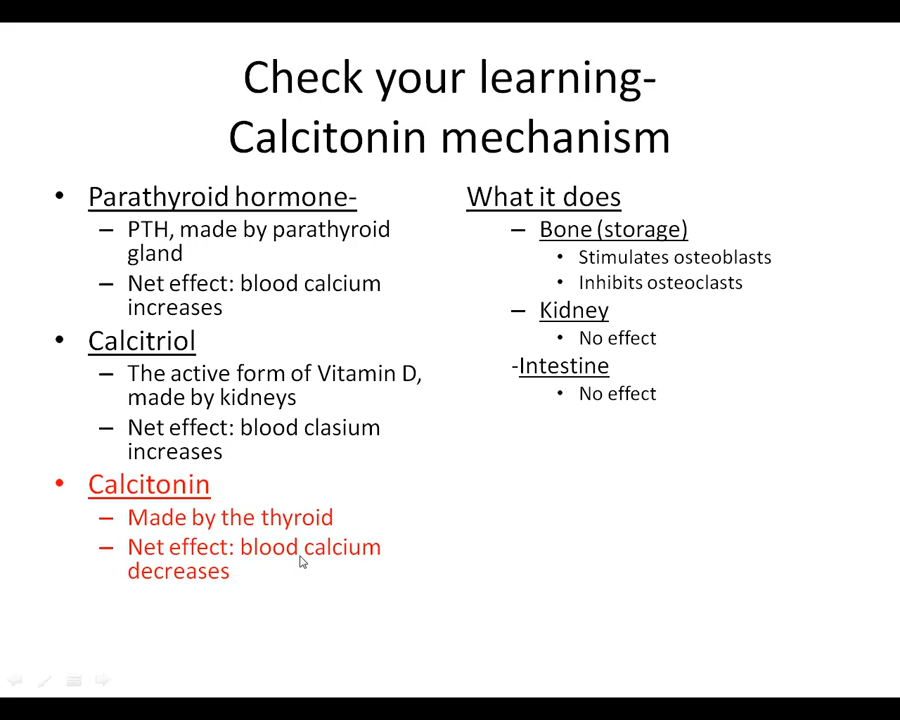 Check your learning-
Calcitonin mechanism
• Parathyroid hormone-
– PTH, made by parathyroid
gland
– Net effect: blood calcium
increases
• Calcitriol
– The active form of Vitamin D,
made by kidneys
– Net effect: blood clasium
increases
• Calcitonin
– Made by the thyroid
– Net effect: blood calcium
decreases
What it does
– Bone (storage)
• Stimulates osteoblasts
• Inhibits osteoclasts
– Kidney
• No effect
-Intestine
• No effect